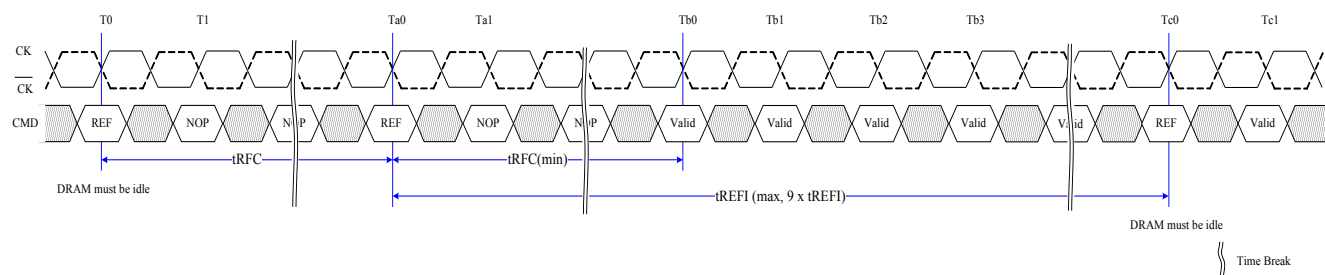 T0 T1 Ta0 Ta1 Tb0 Tb1 Tb2 Tb3 Tc0 Tc1
CK
CK
CMD REF NOP NOP REF NOP NOP Valid Valid Valid Valid Valid REF Valid
tRFC tRFC(min)
DRAM must be idle
tREFI (max, 9 x tREFI)
DRAM must be idle
Time Break